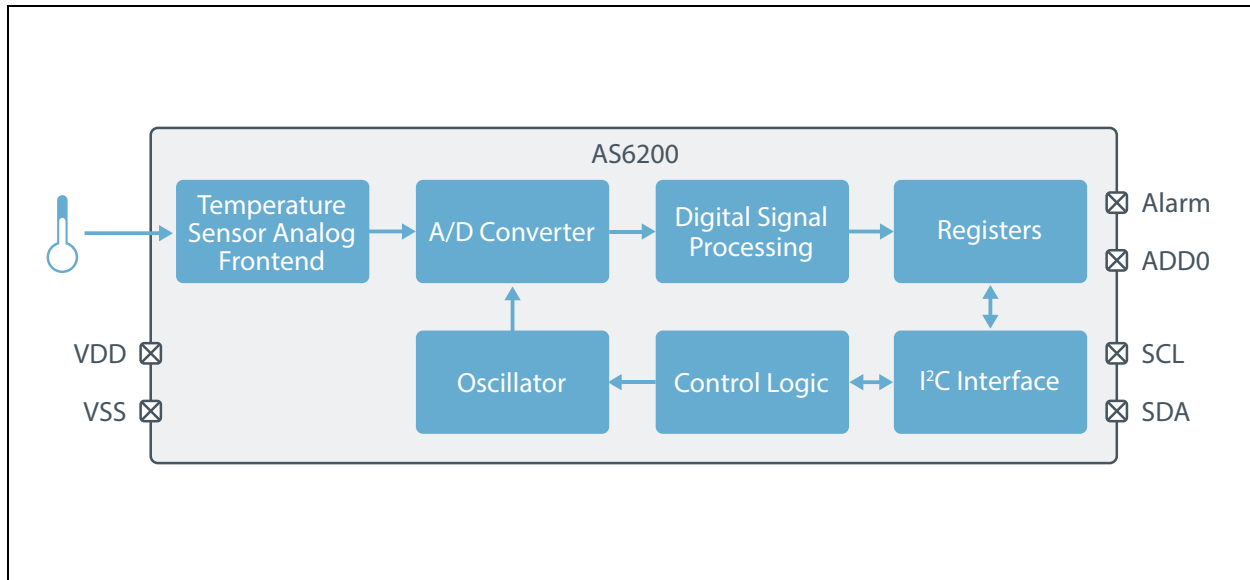 AS6200
Temperature
Sensor Analog
Frontend
A/D Converter
Digital Signal
Processing
Registers
Alarm
ADD0
VDD
VSS
Oscillator
Control Logic
I²C Interface
SCL
SDA